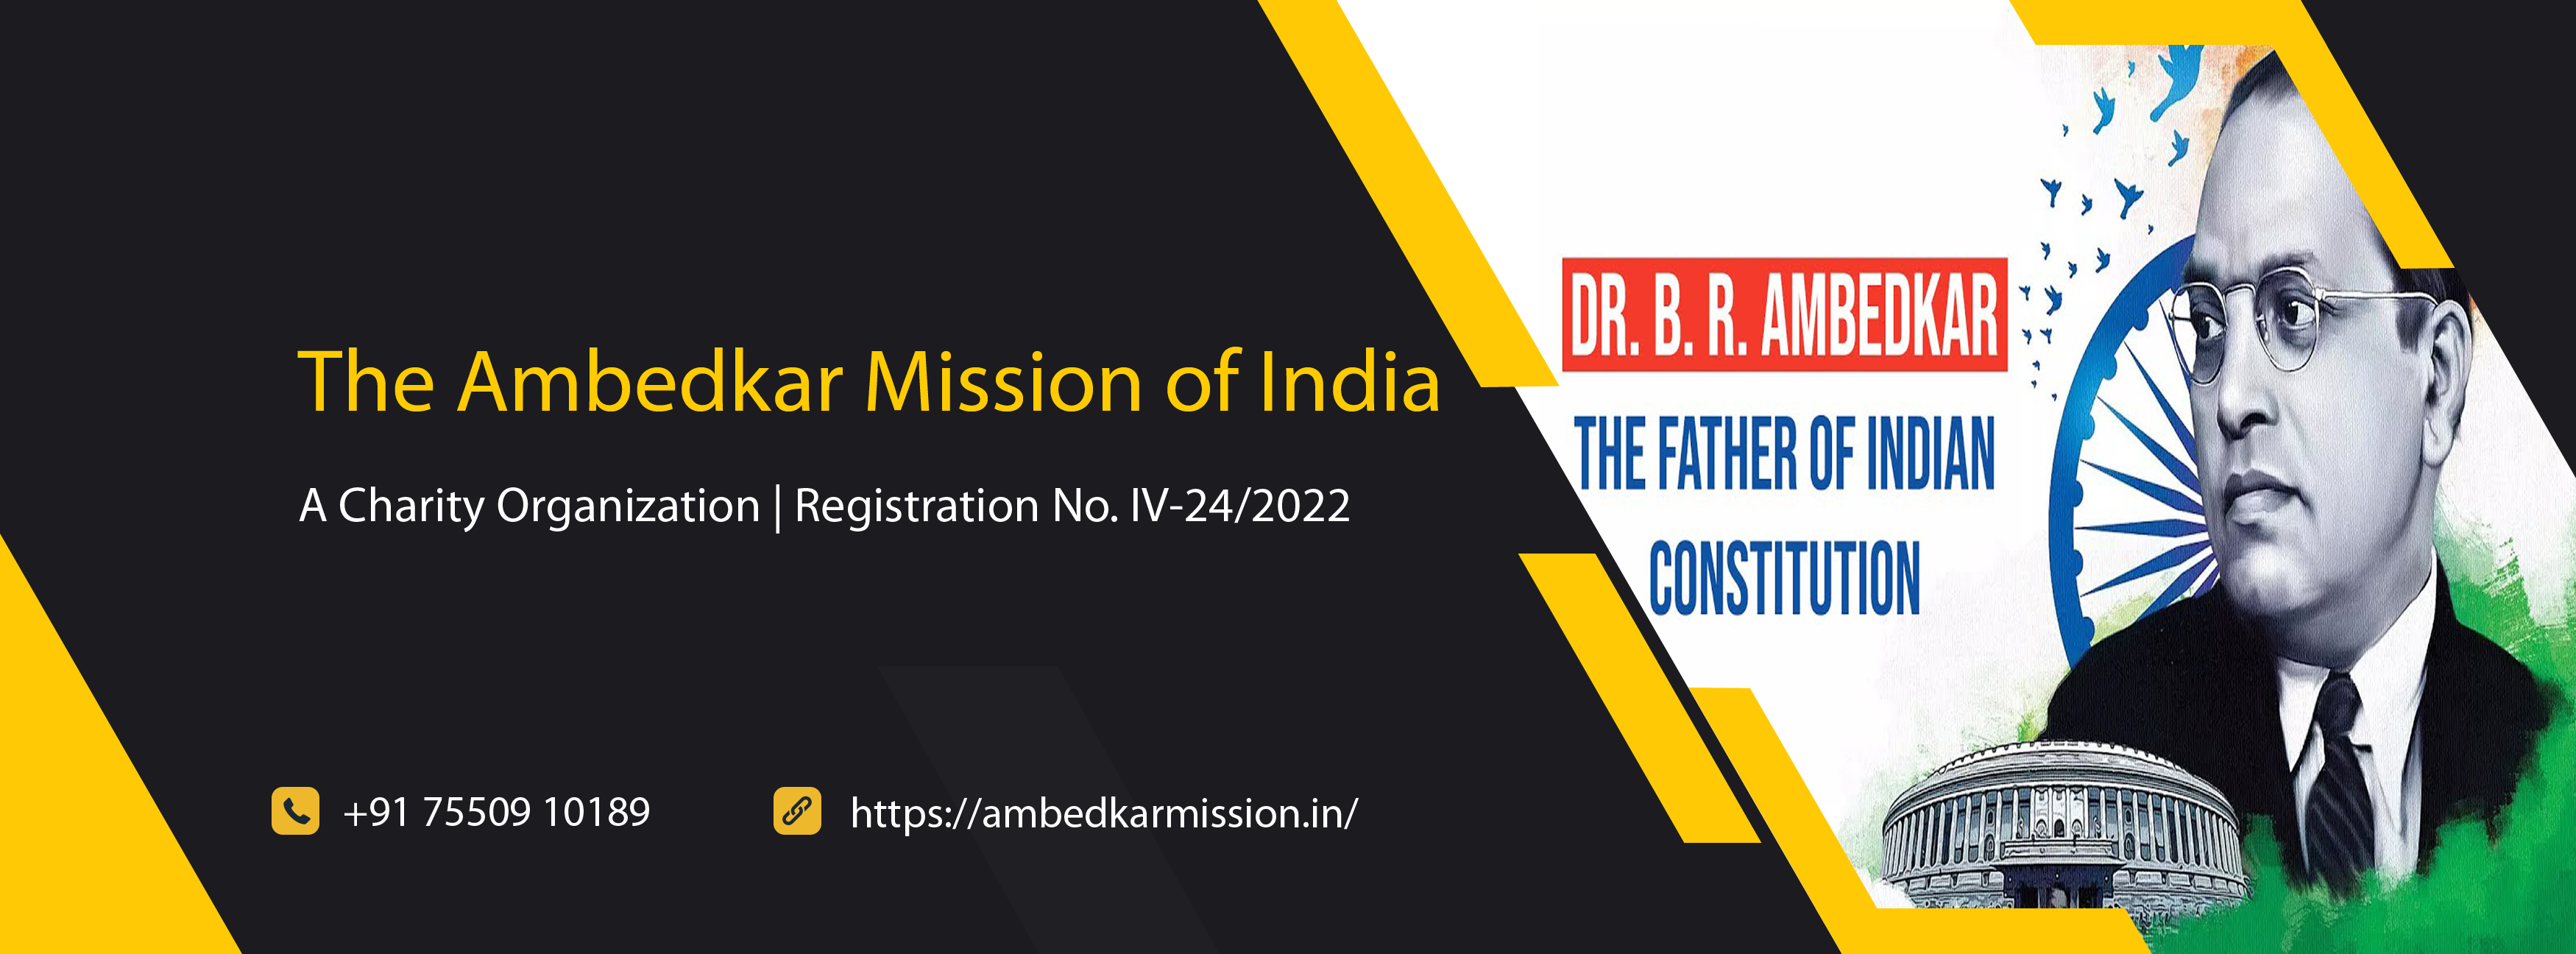 The Ambedkar Mission of India
A Charity Organization | Registration No. IV-24/2022
+91 75509 10189
https://ambedkarmission.in/
DR. B. R. AMBEDKAR
THE FATHER OF INDIAN
CONSTITUTION